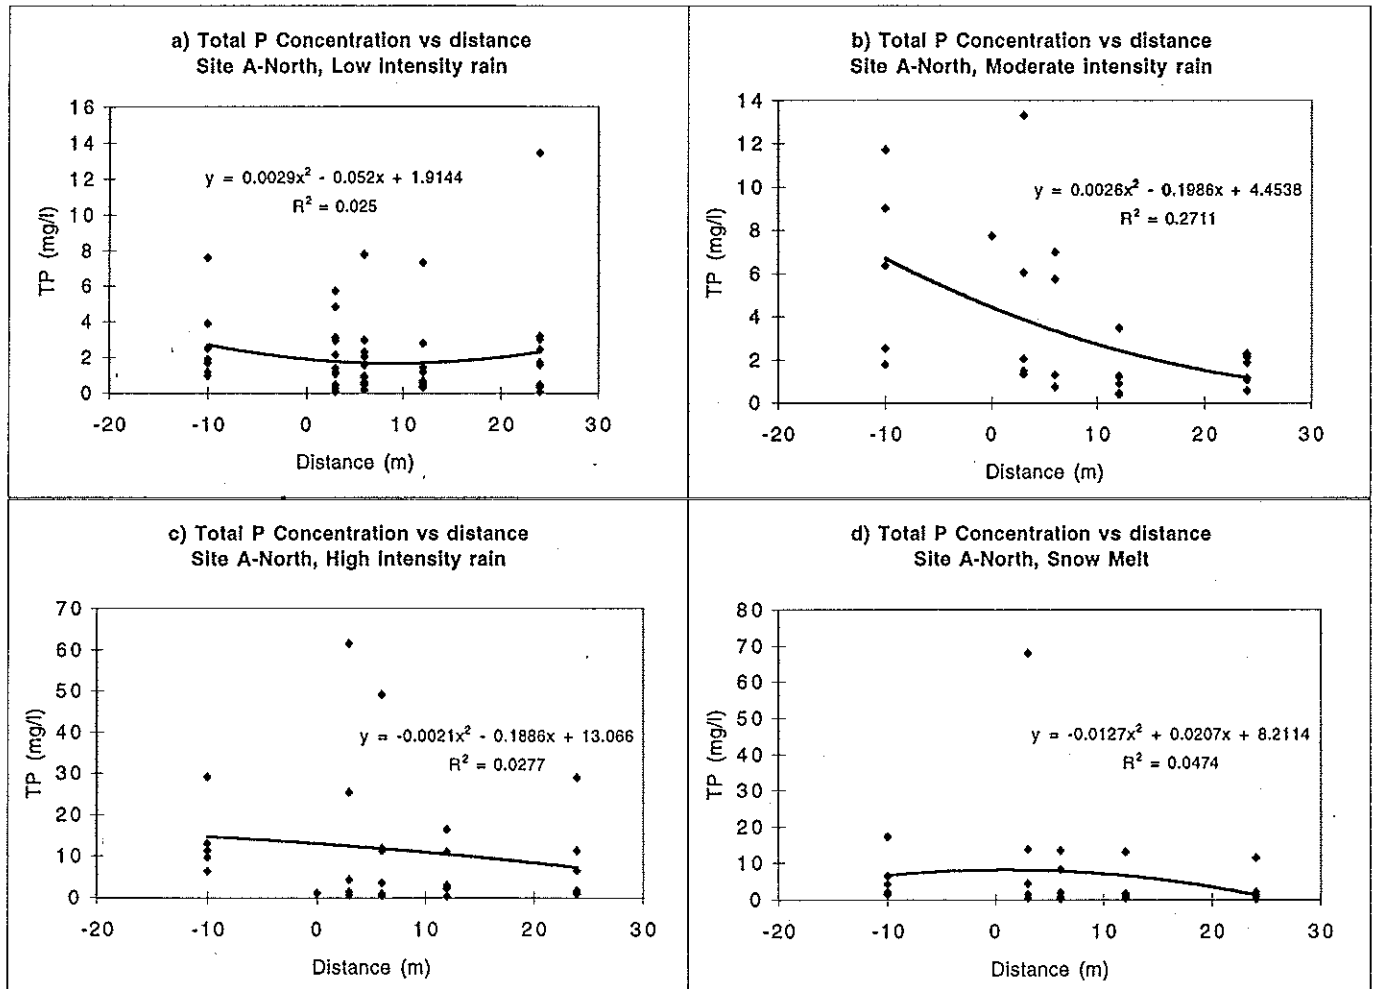 a) Total P Concentration vs distance
Site A-North, Low intensity rain
16
14
12
10
8
6
4
2
0
-20
-10
0
10
20
30
TP (mg/l)
Distance (m)
y = 0.0029x² - 0.052x + 1.9144
R² = 0.025
b) Total P Concentration vs distance
Site A-North, Moderate intensity rain
14
12
10
8
6
4
2
0
-20
-10
0
10
20
30
TP (mg/l)
Distance (m)
y = 0.0026x² - 0.1986x + 4.4538
R² = 0.2711
c) Total P Concentration vs distance
Site A-North, High intensity rain
70
60
50
40
30
20
10
0
-20
-10
0
10
20
30
TP (mg/l)
Distance (m)
y = -0.0021x² - 0.1886x + 13.066
R² = 0.0277
d) Total P Concentration vs distance
Site A-North, Snow Melt
80
70
60
50
40
30
20
10
0
-20
-10
0
10
20
30
TP (mg/l)
Distance (m)
y = -0.0127x² + 0.0207x + 8.2114
R² = 0.0474